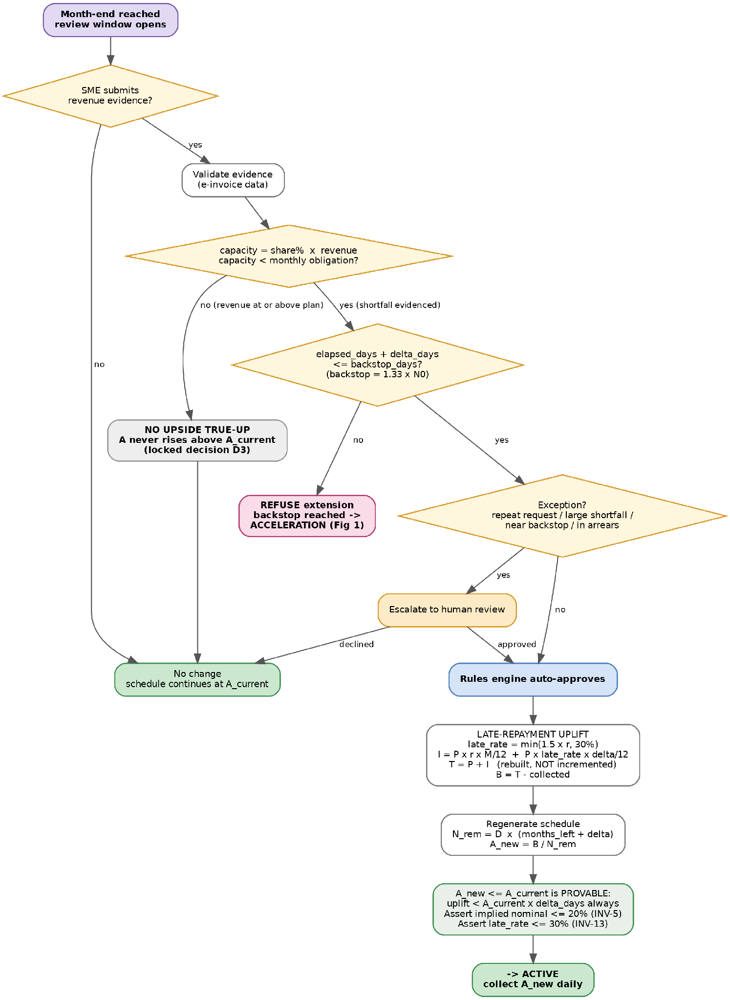 Month-end reached
review window opens
SME submits
revenue evidence?
yes
Validate evidence
(e-invoice data)
capacity = share%  x  revenue
capacity < monthly obligation?
no (revenue at or above plan)
yes (shortfall evidenced)
elapsed_days + delta_days
<= backstop_days?
(backstop = 1.33 x N0)
no
NO UPSIDE TRUE-UP
A never rises above A_current
(locked decision D3)
no
yes
REFUSE extension
backstop reached ->
ACCELERATION (Fig 1)
Exception?
repeat request / large shortfall /
near backstop / in arrears
yes
no
Escalate to human review
declined
approved
No change
schedule continues at A_current
Rules engine auto-approves
LATE-REPAYMENT UPLIFT
late_rate = min(1.5 x r, 30%)
I = P x r x M/12  +  P x late_rate x delta/12
T = P + I   (rebuilt, NOT incremented)
B = T - collected
Regenerate schedule
N_rem = D  x  (months_left + delta)
A_new = B / N_rem
A_new <= A_current is PROVABLE:
uplift < A_current x delta_days always
Assert implied nominal <= 20% (INV-5)
Assert late_rate <= 30% (INV-13)
-> ACTIVE
collect A_new daily